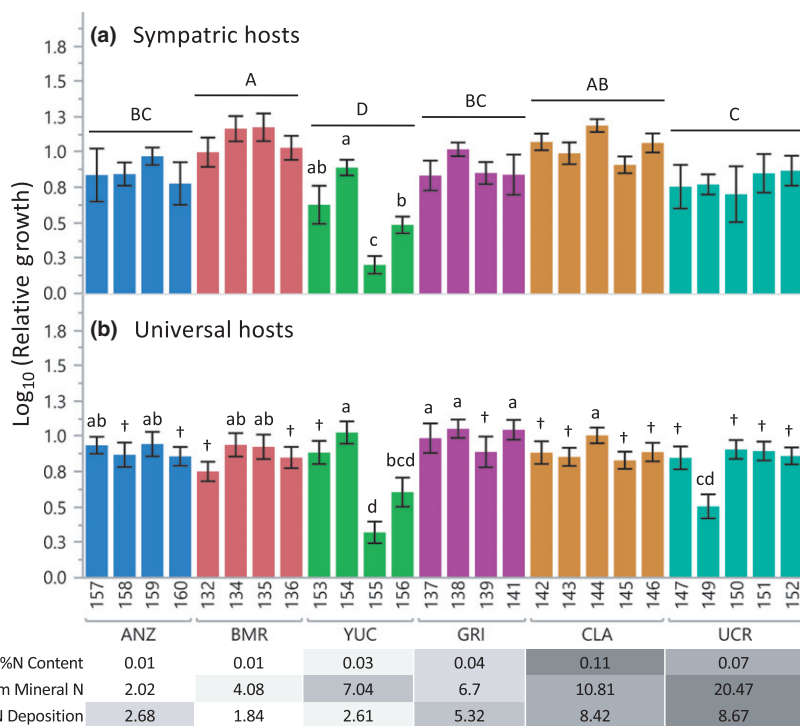 (a) Sympatric hosts
1.8
1.5
1.3
1.0
0.8
0.5
0.3
0.0
BC A D BC AB C
ab a c b
Log10 (Relative growth)
(b) Universal hosts
1.8
1.5
1.3
1.0
0.8
0.5
0.3
0.0
ab † ab † † ab ab † † a d bcd a a † a † † a † † † cd † † †
157 158 159 160 132 134 135 136 153 154 155 156 137 138 139 141 142 143 144 145 146 147 149 150 151 152
ANZ BMR YUC GRI CLA UCR
%N Content 0.01 0.01 0.03 0.04 0.11 0.07
m Mineral N 2.02 4.08 7.04 6.7 10.81 20.47
N Deposition 2.68 1.84 2.61 5.32 8.42 8.67